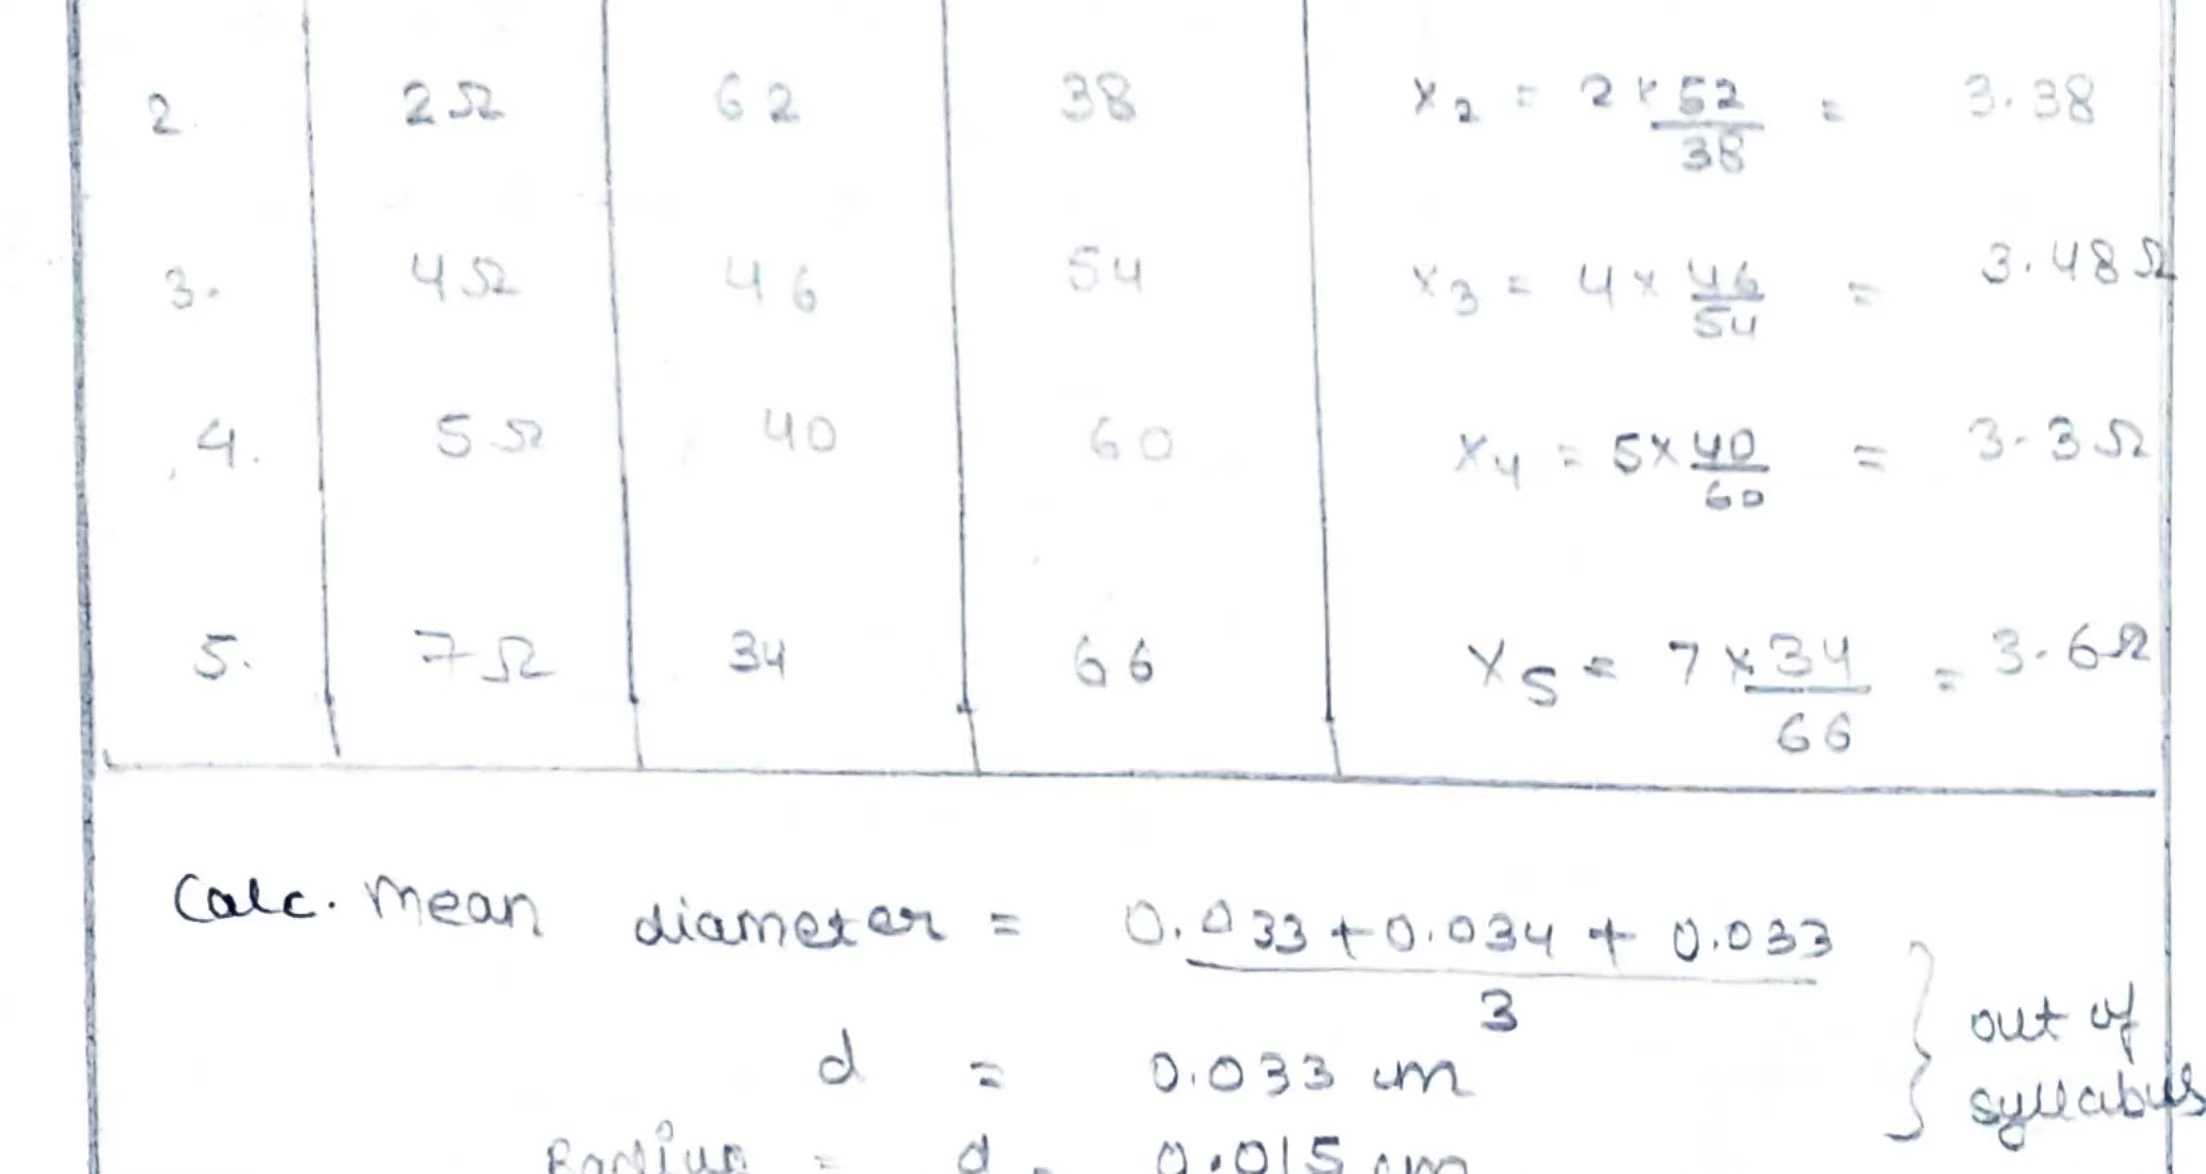 2. 2Ω 62 38 x2 = 2 × 62/38 = 3.38
3. 4Ω 46 54 x3 = 4 × 46/54 = 3.48Ω
4. 5Ω 40 60 x4 = 5 × 40/60 = 3.3Ω
5. 7Ω 34 66 x5 = 7 × 34/66 = 3.6Ω
Calc. Mean diameter = 0.033 + 0.034 + 0.033
3
d = 0.033 cm
} out of
syllabus
Radius = d = 0.015 cm